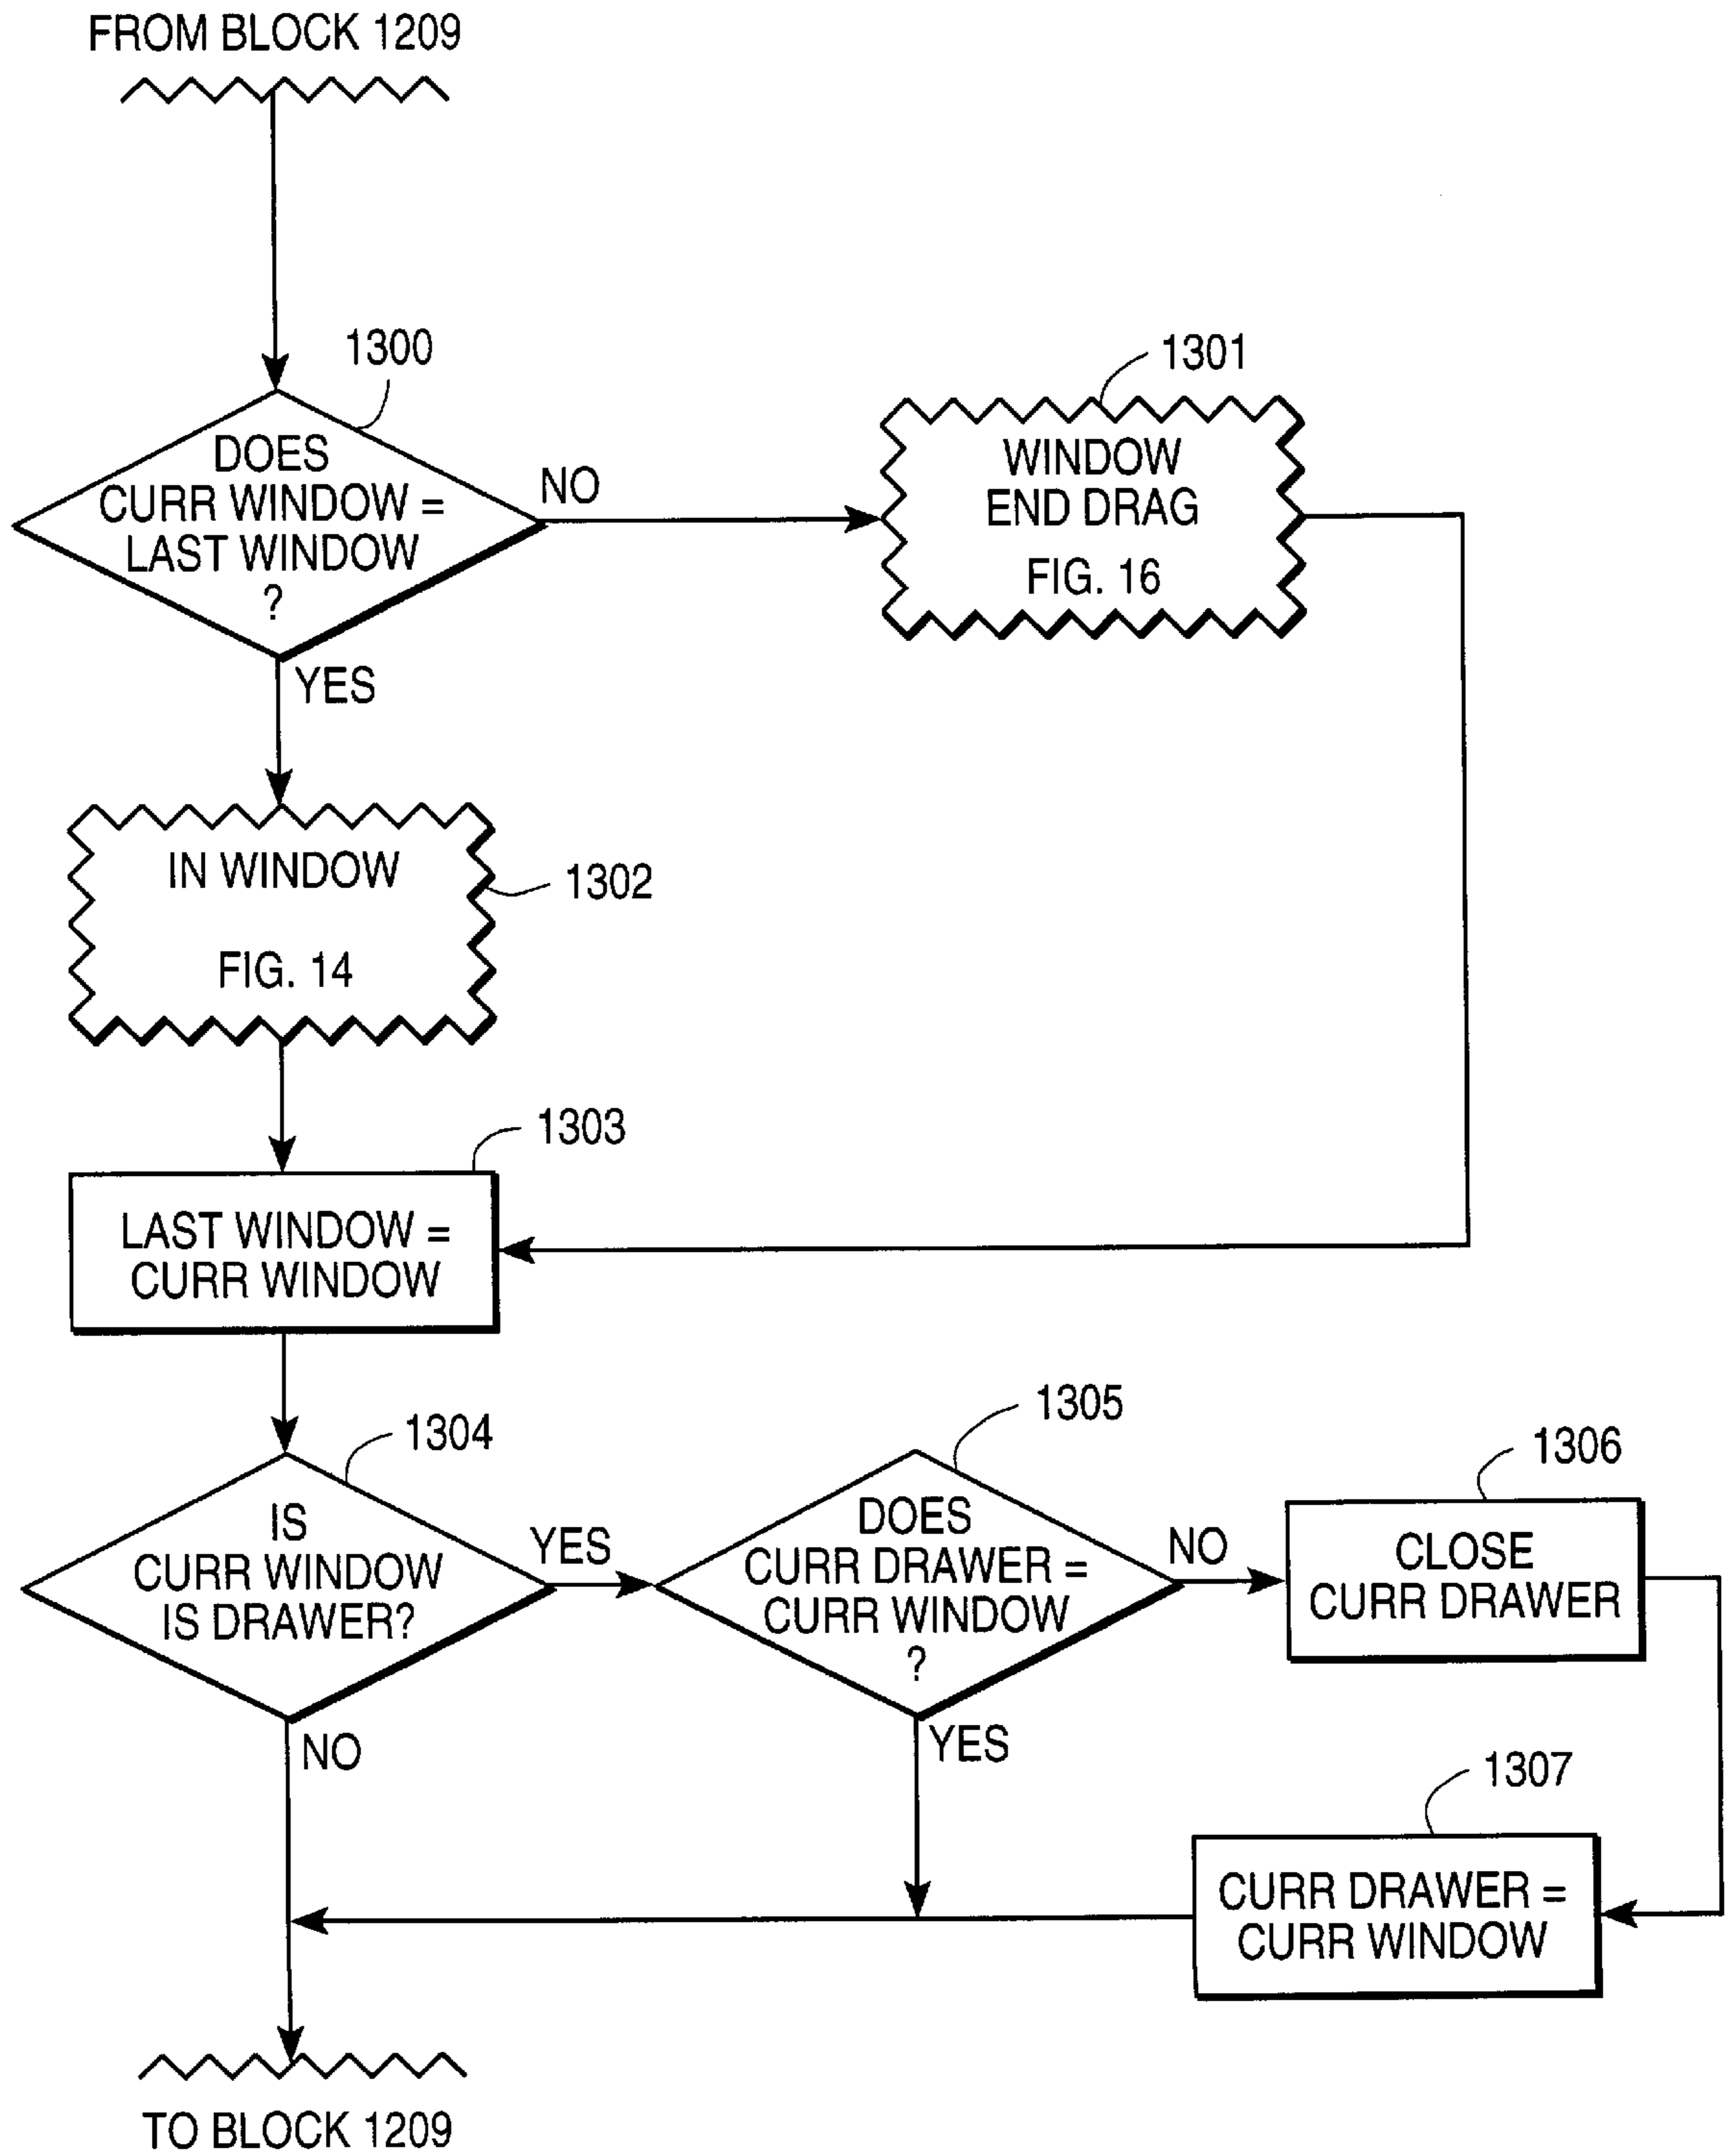 FROM BLOCK 1209
1300
DOES
CURR WINDOW =
LAST WINDOW
?
NO
YES
1301
WINDOW
END DRAG
FIG. 16
IN WINDOW
FIG. 14
1302
1303
LAST WINDOW =
CURR WINDOW
1304
IS
CURR WINDOW
IS DRAWER?
YES
NO
1305
DOES
CURR DRAWER =
CURR WINDOW
?
NO
YES
1306
CLOSE
CURR DRAWER
1307
CURR DRAWER =
CURR WINDOW
TO BLOCK 1209